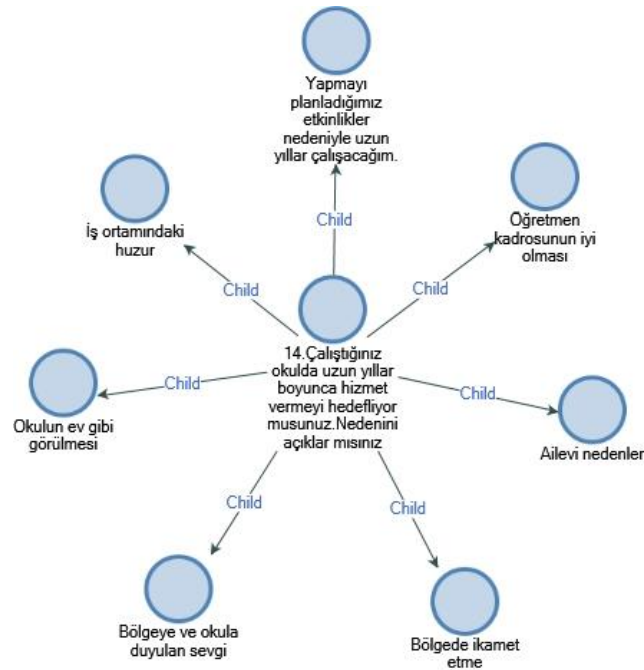 Yapmayı
planladığımız
etkinlikler
nedeniyle uzun
yıllar çalışacağım.
Child
İş ortamındaki
huzur
Child
Öğretmen
kadrosunun iyi
olması
Child
14.Çalıştığınız
okulda uzun yıllar
boyunca hizmet
vermeyi hedefliyor
musunuz.Nedenini
açıklar mısınız
Child
Okulun ev gibi
görülmesi
Child
Ailevi nedenler
Child
Bölgeye ve okula
duyulan sevgi
Child
Bölgede ikamet
etme